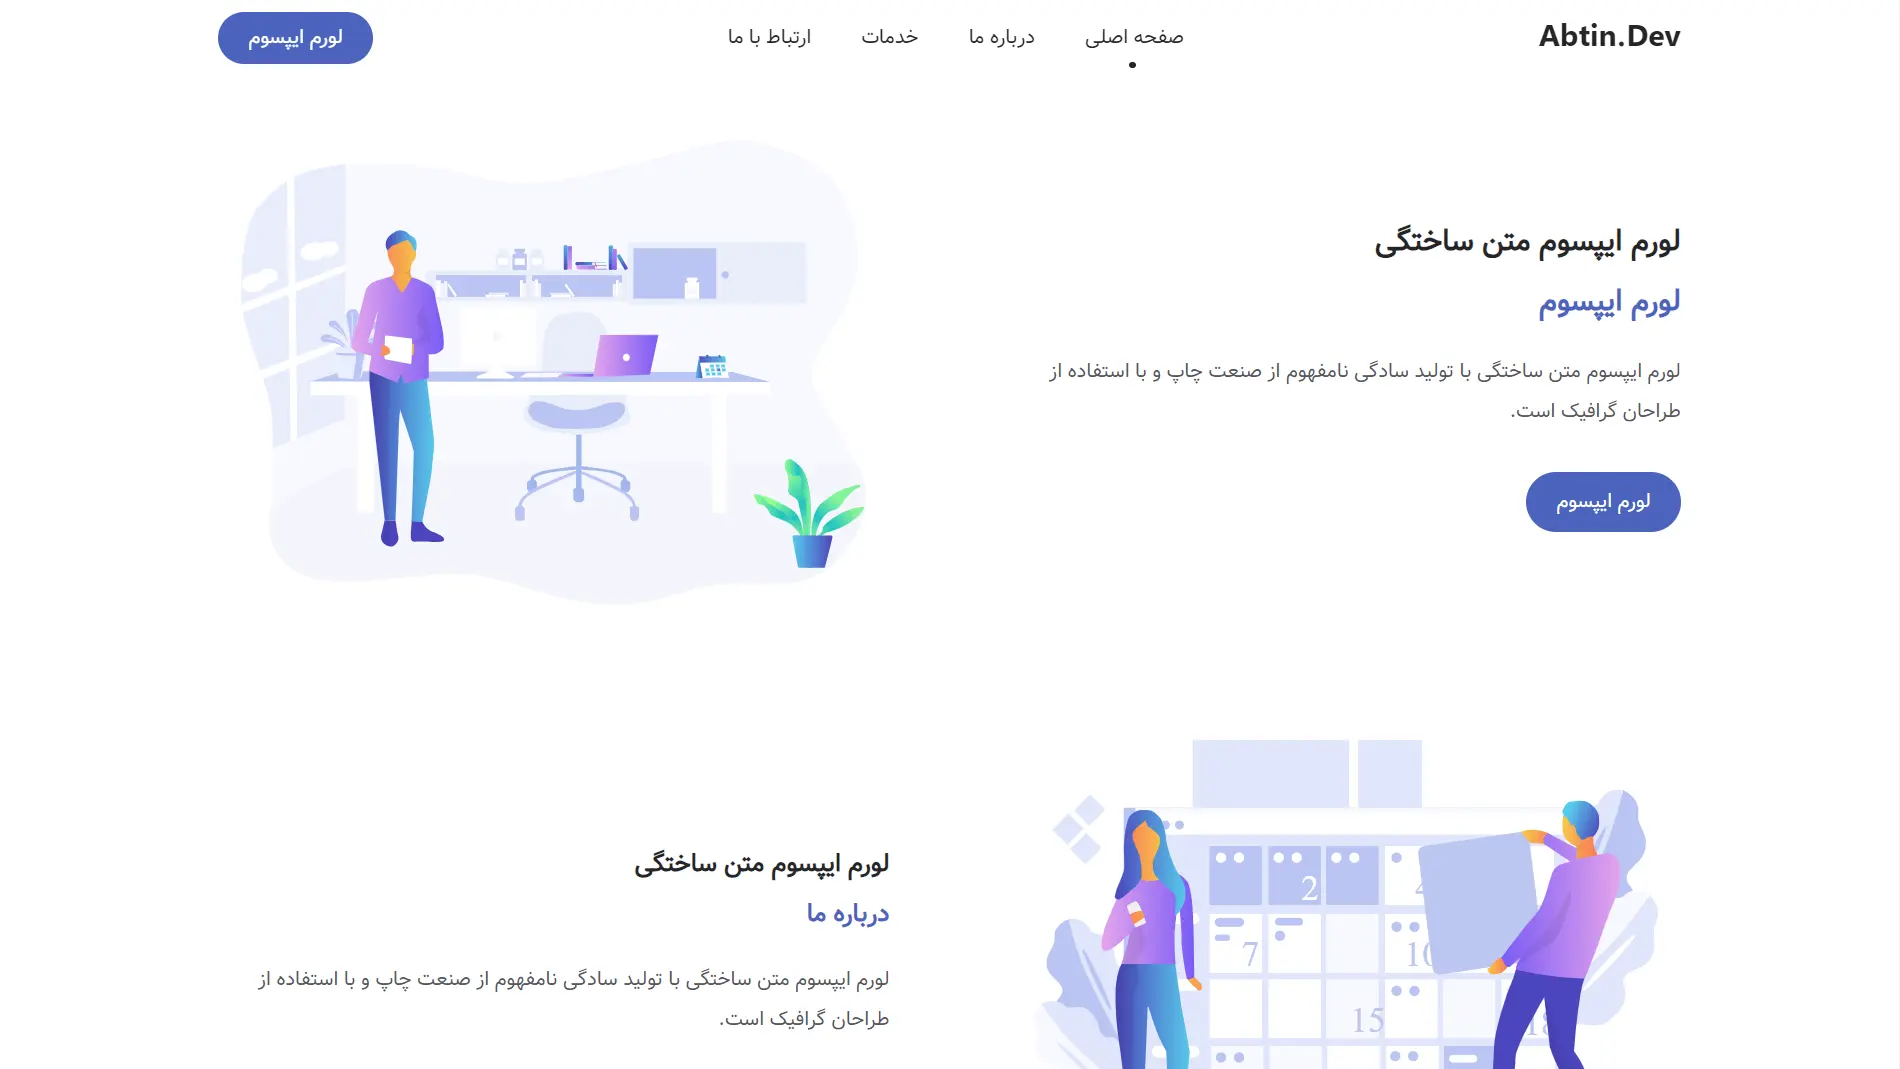 Abtin.Dev
صفحه اصلی
درباره ما
خدمات
ارتباط با ما
لورم ایپسوم
لورم ایپسوم متن ساختگی
لورم ایپسوم
لورم ایپسوم متن ساختگی با تولید سادگی نامفهوم از صنعت چاپ و با استفاده از
طراحان گرافیک است.
لورم ایپسوم
2
4
7
10
15
18
لورم ایپسوم متن ساختگی
درباره ما
لورم ایپسوم متن ساختگی با تولید سادگی نامفهوم از صنعت چاپ و با استفاده از
طراحان گرافیک است.